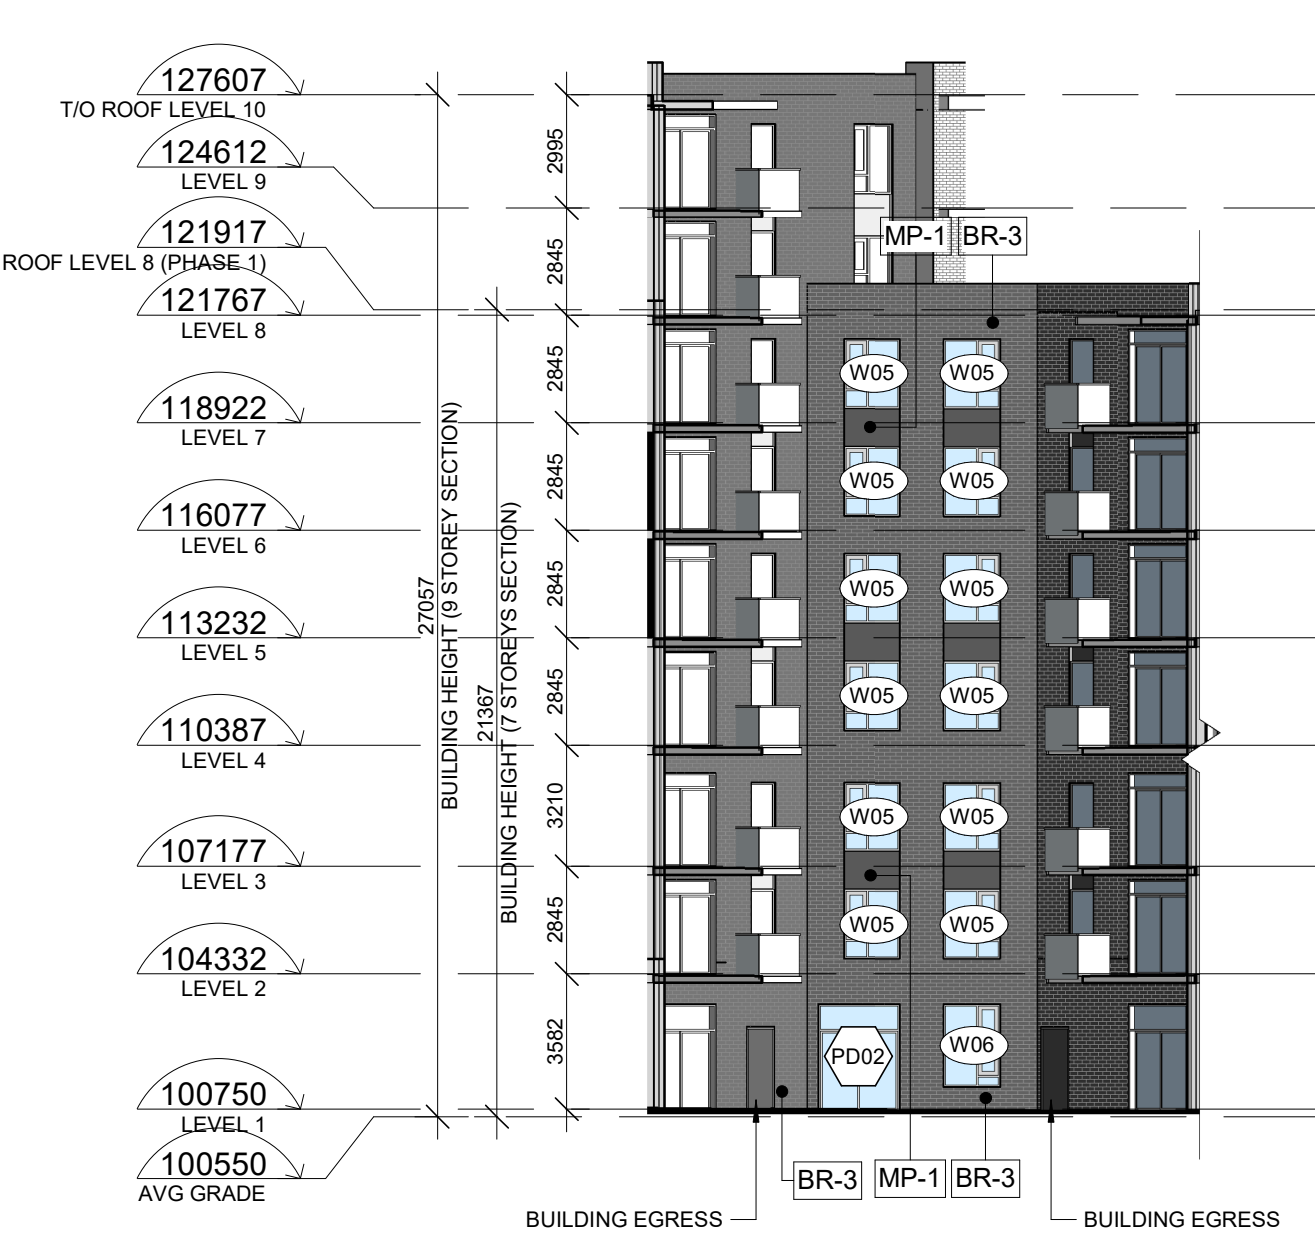 127607
T/O ROOF LEVEL 10
124612
LEVEL 9
121917
ROOF LEVEL 8 (PHASE 1)
121767
LEVEL 8
118922
LEVEL 7
116077
LEVEL 6
113232
LEVEL 5
110387
LEVEL 4
107177
LEVEL 3
104332
LEVEL 2
100750
LEVEL 1
100550
AVG GRADE
27057
BUILDING HEIGHT (9 STOREY SECTION)
21367
BUILDING HEIGHT (7 STOREYS SECTION)
2995
2845
2845
2845
2845
2845
3210
2845
3582
MP-1 BR-3
W05 W05
W05 W05
W05 W05
W05 W05
W05 W05
W05 W05
PD02 W06
BR-3 MP-1 BR-3
BUILDING EGRESS BUILDING EGRESS